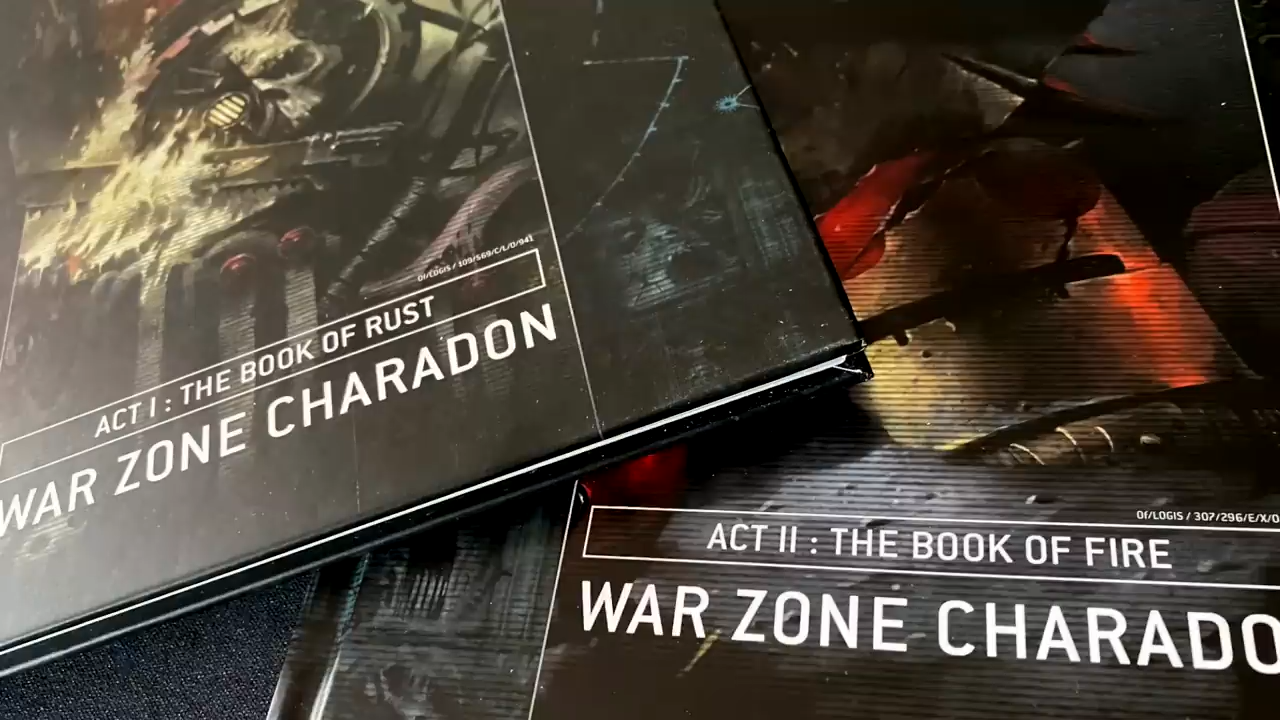 Of/LOGIS / 109/569/C/L/D/941
ACT I : THE BOOK OF RUST
WAR ZONE CHARADON
Of/LOGIS / 307/296/E/X/0
ACT II : THE BOOK OF FIRE
WAR ZONE CHARADO